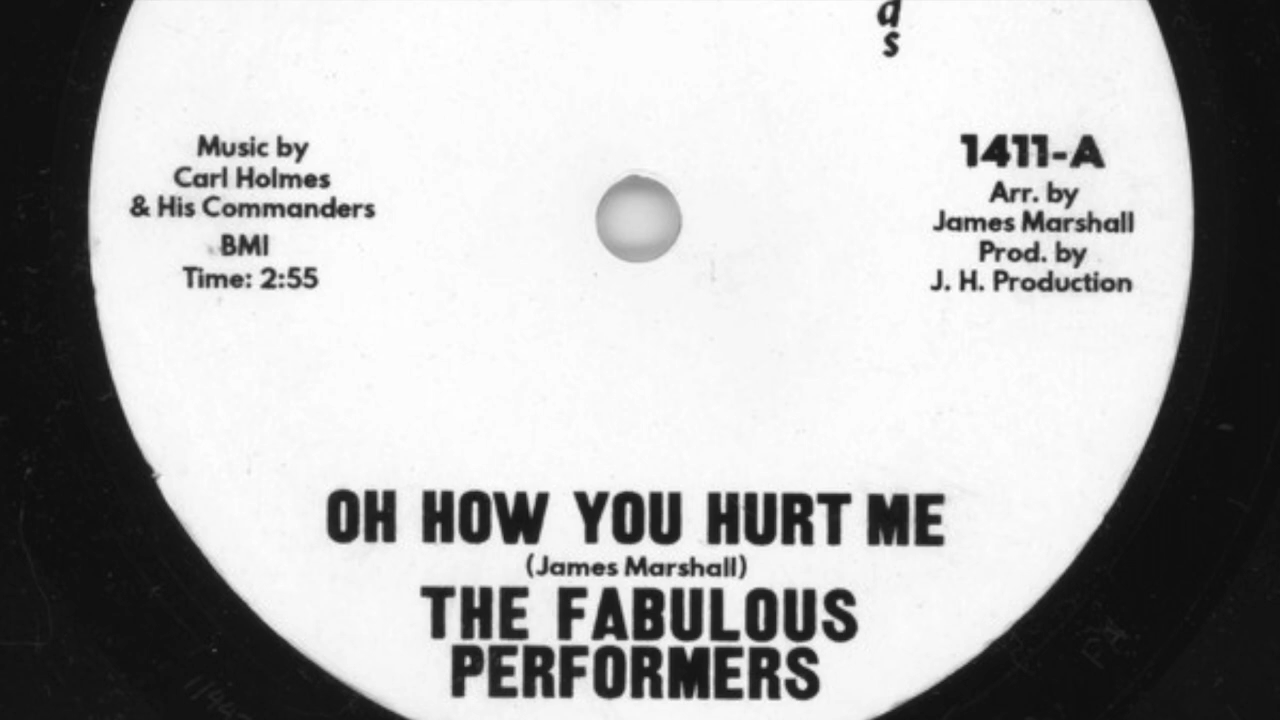 a
s
Music by
Carl Holmes
& His Commanders
BMI
Time: 2:55
1411-A
Arr. by
James Marshall
Prod. by
J. H. Production
OH HOW YOU HURT ME
(James Marshall)
THE FABULOUS
PERFORMERS